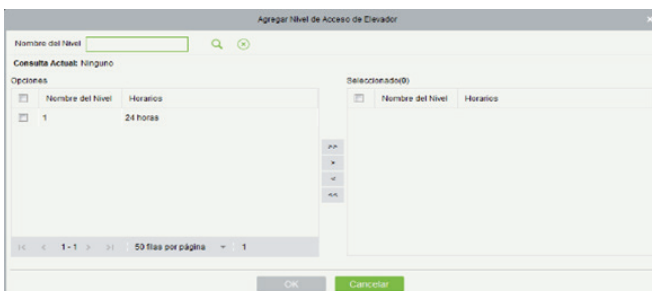 Agregar Nivel de Acceso de Elevador
Nombre del Nivel
Consulta Actual: Ninguno
Opciones
Nombre del Nivel Horarios
1 24 horas
|< < 1-1 > >| 50 filas por página 1
>>
>
<
<<
Seleccionado(0)
Nombre del Nivel Horarios
OK Cancelar